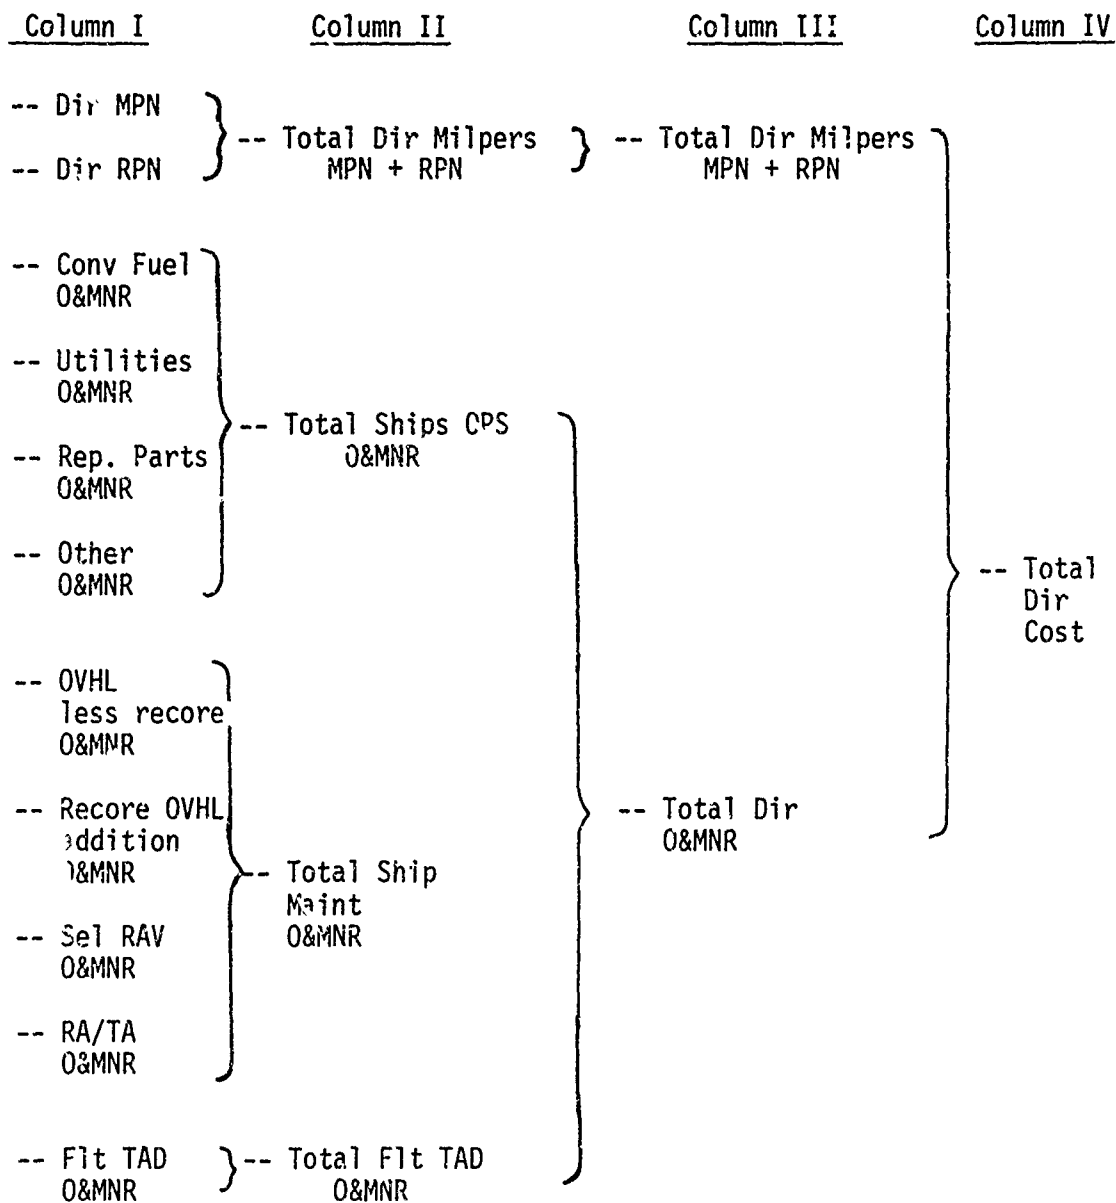 Column I Column II Column III Column IV
-- Dir MPN
-- Total Dir Milpers -- Total Dir Milpers
-- Dir RPN MPN + RPN MPN + RPN
-- Conv Fuel
O&MNR
-- Utilities
O&MNR
-- Total Ships OPS
O&MNR
-- Rep. Parts
O&MNR
-- Other
O&MNR
-- Total
Dir
Cost
-- OVHL
less recore
O&MNR
-- Recore OVHL
addition
O&MNR
-- Total Dir
O&MNR
-- Total Ship
Maint
O&MNR
-- Sel RAV
O&MNR
-- RA/TA
O&MNR
-- Flt TAD -- Total Flt TAD
O&MNR O&MNR